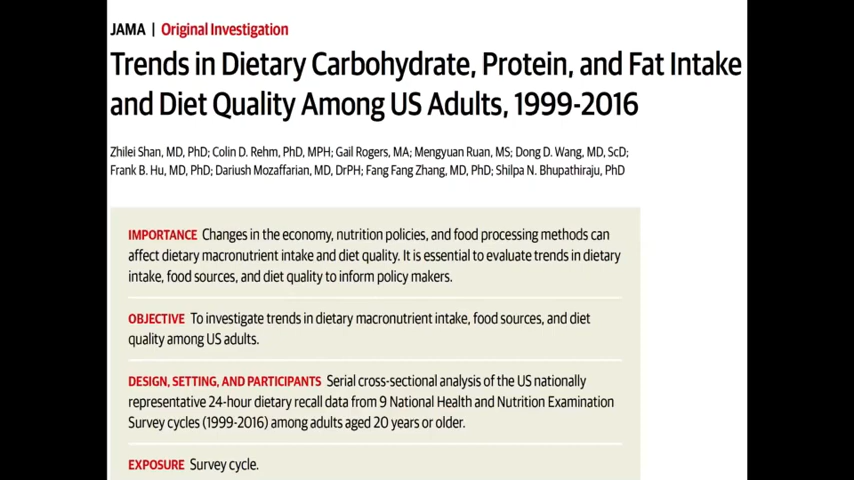 JAMA | Original Investigation
Trends in Dietary Carbohydrate, Protein, and Fat Intake
and Diet Quality Among US Adults, 1999-2016
Zhilei Shan, MD, PhD; Colin D. Rehm, PhD, MPH; Gail Rogers, MA; Mengyuan Ruan, MS; Dong D. Wang, MD, ScD;
Frank B. Hu, MD, PhD; Dariush Mozaffarian, MD, DrPH; Fang Fang Zhang, MD, PhD; Shilpa N. Bhupathiraju, PhD
IMPORTANCE Changes in the economy, nutrition policies, and food processing methods can
affect dietary macronutrient intake and diet quality. It is essential to evaluate trends in dietary
intake, food sources, and diet quality to inform policy makers.
OBJECTIVE To investigate trends in dietary macronutrient intake, food sources, and diet
quality among US adults.
DESIGN, SETTING, AND PARTICIPANTS Serial cross-sectional analysis of the US nationally
representative 24-hour dietary recall data from 9 National Health and Nutrition Examination
Survey cycles (1999-2016) among adults aged 20 years or older.
EXPOSURE Survey cycle.